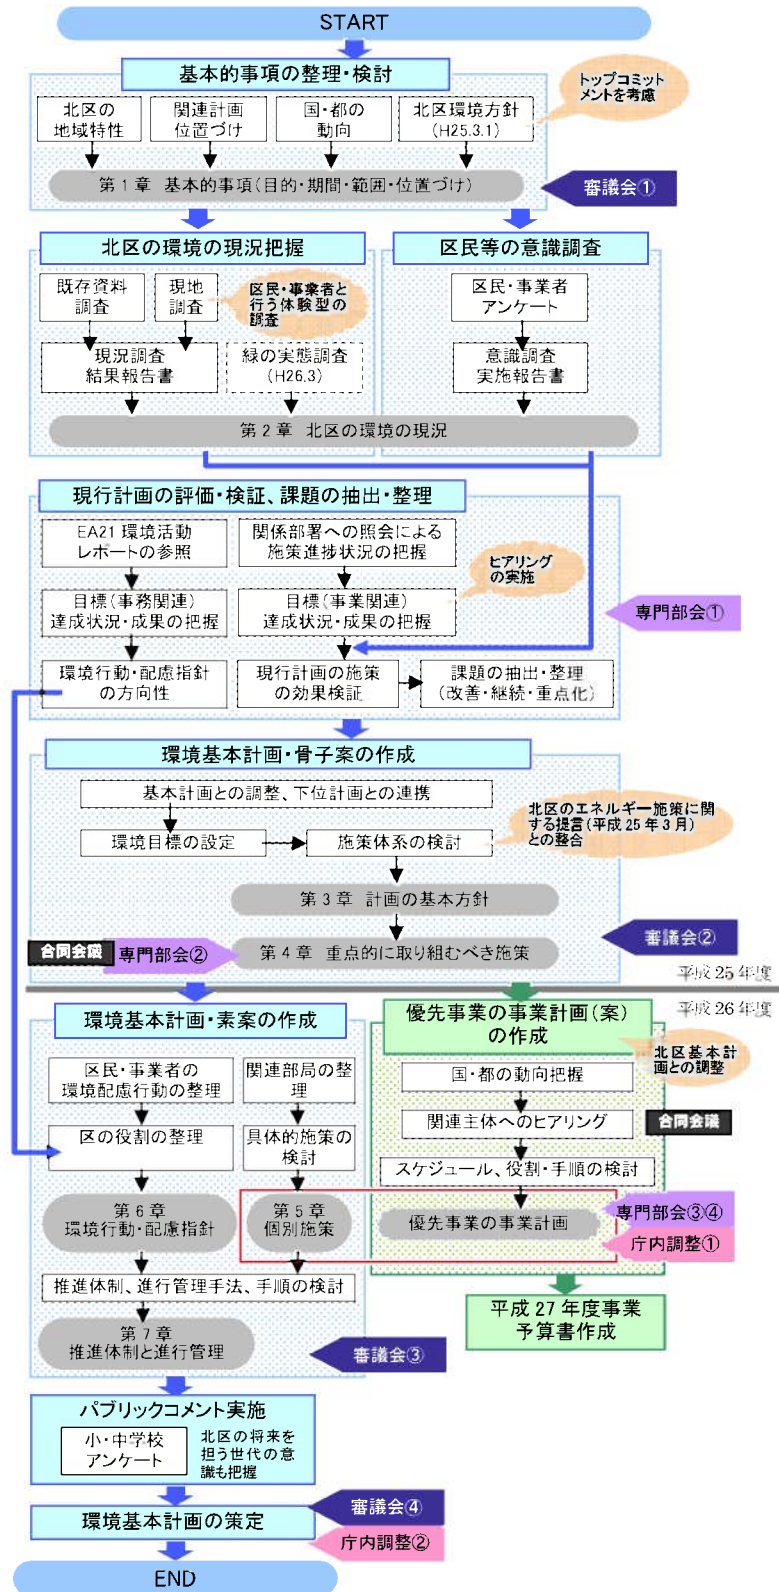 START
基本的事項の整理・検討
トップコミット
メントを考慮
北区の
地域特性
関連計画
位置づけ
国・都の
動向
北区環境方針
(H25.3.1)
第1章 基本的事項(目的・期間・範囲・位置づけ)
審議会①
北区の環境の現況把握
区民等の意識調査
既存資料
調査
現地
調査
区民・事業者と
行う体験型の
調査
区民・事業者
アンケート
現況調査
結果報告書
緑の実態調査
(H26.3)
意識調査
実施報告書
第2章 北区の環境の現況
現行計画の評価・検証、課題の抽出・整理
EA21環境活動
レポートの参照
関係部署への照会による
施策進捗状況の把握
ヒアリング
の実施
目標(事務関連)
達成状況・成果の把握
目標(事業関連)
達成状況・成果の把握
専門部会①
環境行動・配慮指針
の方向性
現行計画の施策
の効果検証
課題の抽出・整理
(改善・継続・重点化)
環境基本計画・骨子案の作成
基本計画との調整、下位計画との連携
北区のエネルギー施策に関
する提言(平成25年3月)
との整合
環境目標の設定
施策体系の検討
第3章 計画の基本方針
審議会②
合同会議
専門部会②
第4章 重点的に取り組むべき施策
平成25年度
平成26年度
環境基本計画・素案の作成
優先事業の事業計画(案)
の作成
北区基本計
画との調整
区民・事業者の
環境配慮行動の整理
関連部局の整
理
国・都の動向把握
関連主体へのヒアリング
合同会議
区の役割の整理
具体的施策の
検討
スケジュール、役割・手順の検討
第6章
環境行動・配慮指針
第5章
個別施策
優先事業の事業計画
専門部会③④
庁内調整①
推進体制、進行管理手法、手順の検討
平成27年度事業
予算書作成
第7章
推進体制と進行管理
審議会③
パブリックコメント実施
小・中学校
アンケート
北区の将来を
担う世代の意
識も把握
審議会④
環境基本計画の策定
庁内調整②
END